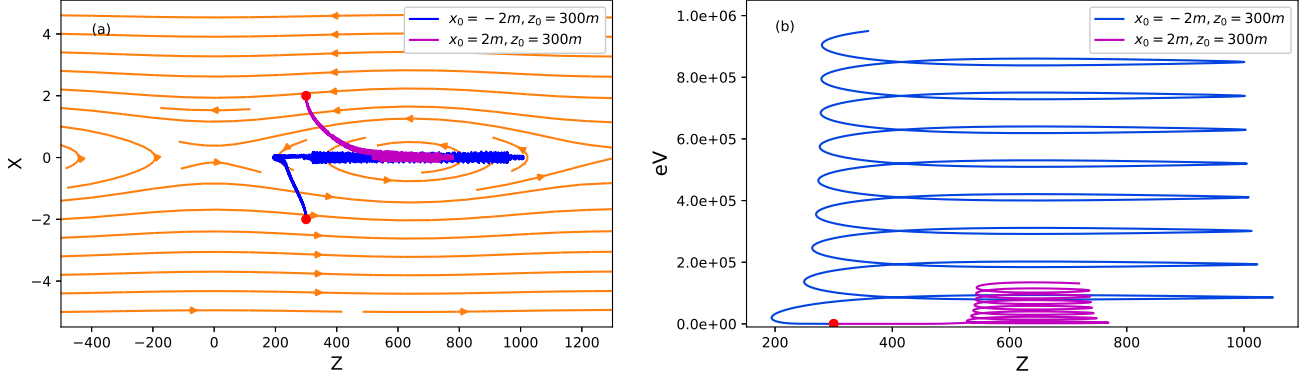 (a)
x₀ = −2m, z₀ = 300m
x₀ = 2m, z₀ = 300m
X
4
2
0
−2
−4
−400 −200 0 200 400 600 800 1000 1200
Z
(b)
x₀ = −2m, z₀ = 300m
x₀ = 2m, z₀ = 300m
eV
1.0e+06
8.0e+05
6.0e+05
4.0e+05
2.0e+05
0.0e+00
200 400 600 800 1000
Z